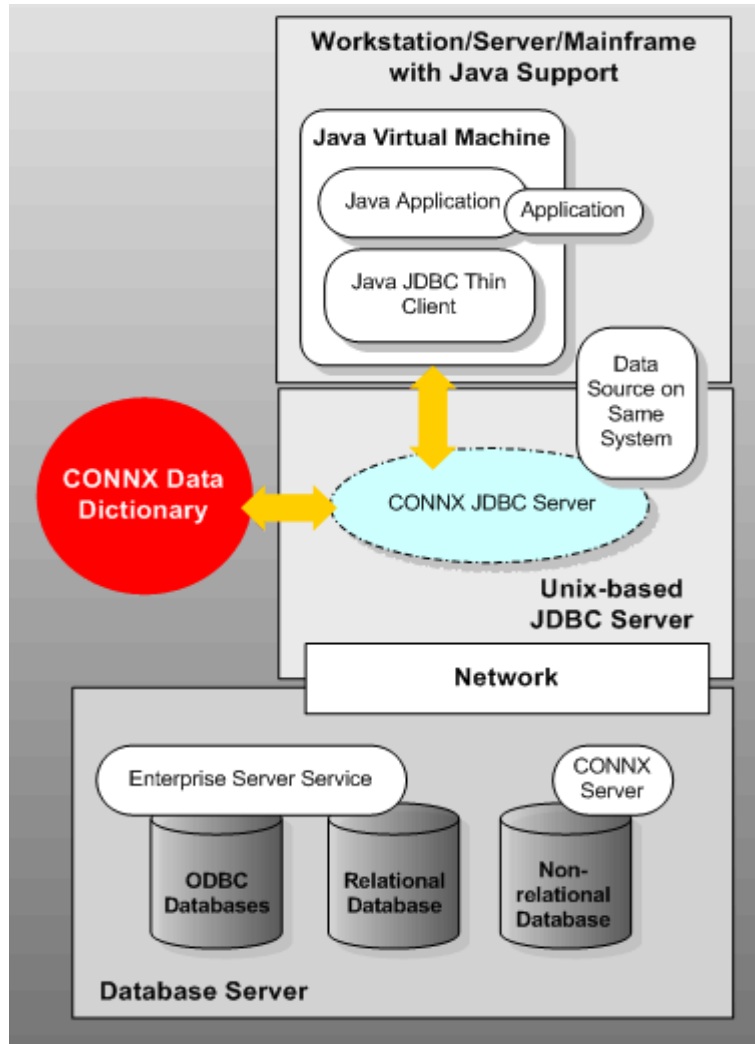 Workstation/Server/Mainframe
with Java Support
Java Virtual Machine
Java Application
Application
Java JDBC Thin
Client
Data
Source on
Same
System
CONNX Data
Dictionary
CONNX JDBC Server
Unix-based
JDBC Server
Network
Enterprise Server Service
CONNX
Server
ODBC
Databases
Relational
Database
Non-
relational
Database
Database Server